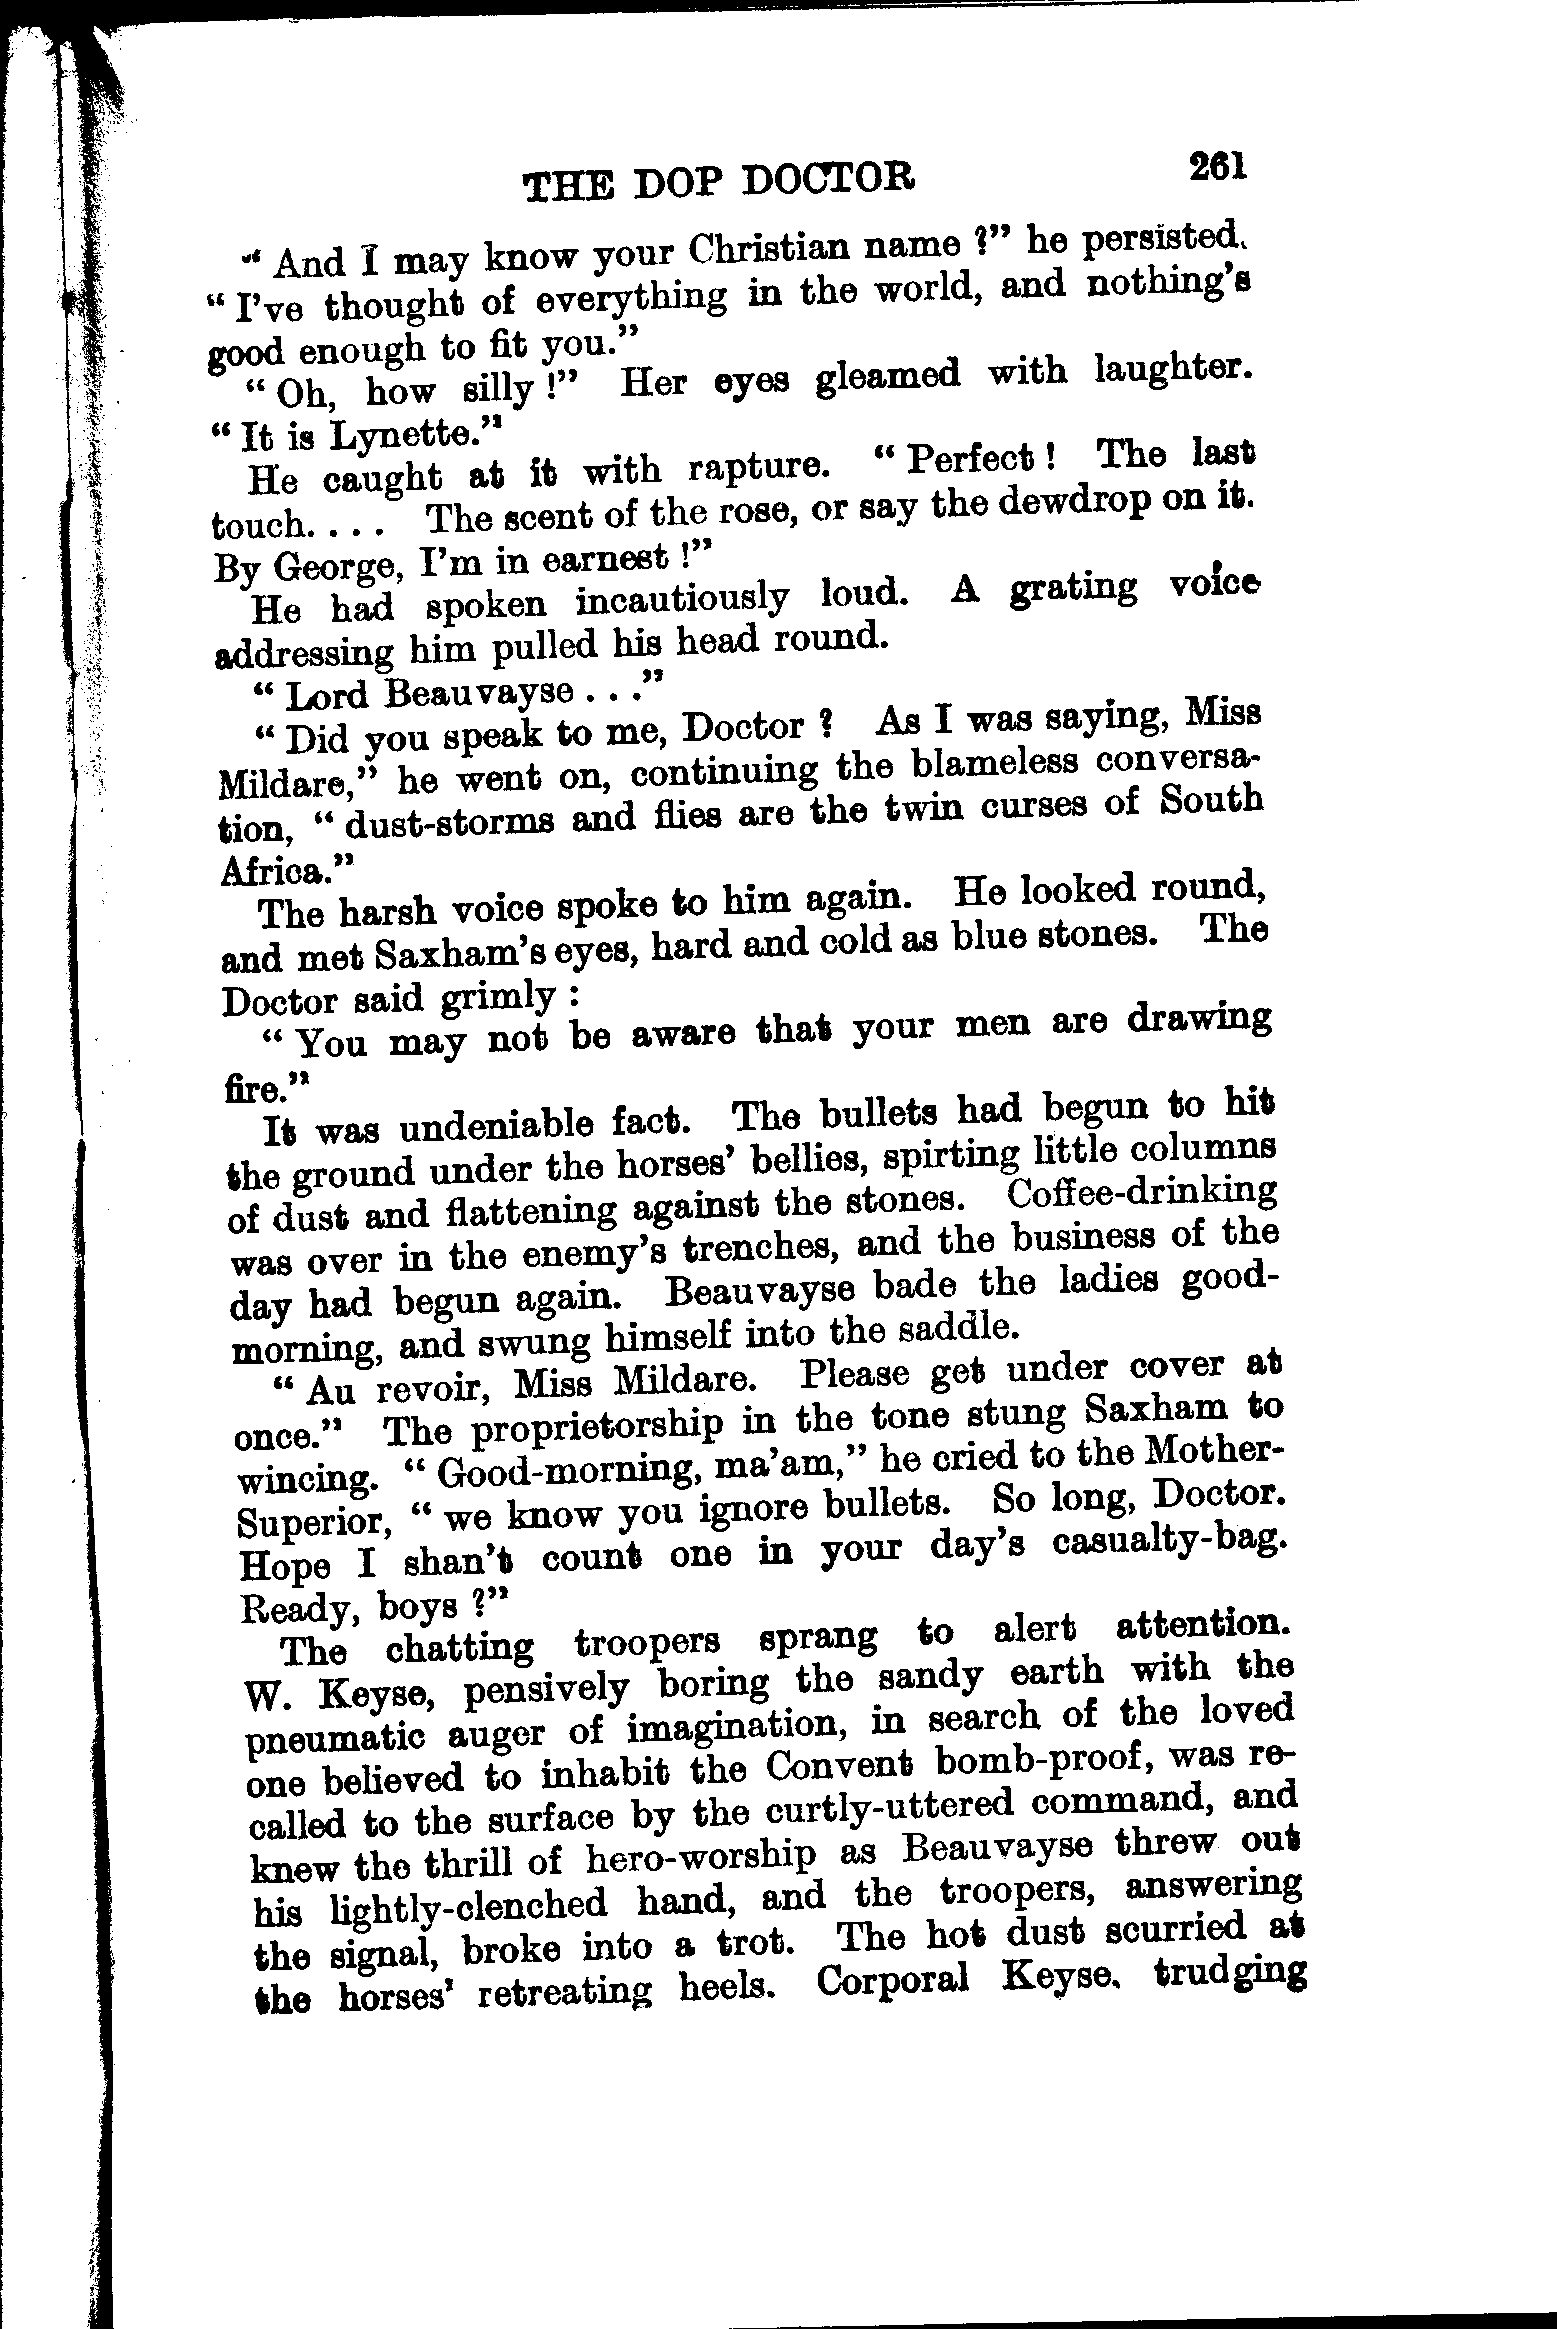 THE DOP DOCTOR 261
“ And I may know your Christian name ?” he persisted.
“ I've thought of everything in the world, and nothing's
good enough to fit you.”
“ Oh, how silly !” Her eyes gleamed with laughter.
“ It is Lynette.”
He caught at it with rapture. “ Perfect ! The last
touch. . . . The scent of the rose, or say the dewdrop on it.
By George, I'm in earnest !”
He had spoken incautiously loud. A grating voice
addressing him pulled his head round.
“ Lord Beauvayse . . .”
“ Did you speak to me, Doctor ? As I was saying, Miss
Mildare,” he went on, continuing the blameless conversa-
tion, “ dust-storms and flies are the twin curses of South
Africa.”
The harsh voice spoke to him again. He looked round,
and met Saxham's eyes, hard and cold as blue stones. The
Doctor said grimly :
“ You may not be aware that your men are drawing
fire.”
It was undeniable fact. The bullets had begun to hit
the ground under the horses' bellies, spirting little columns
of dust and flattening against the stones. Coffee-drinking
was over in the enemy's trenches, and the business of the
day had begun again. Beauvayse bade the ladies good-
morning, and swung himself into the saddle.
“ Au revoir, Miss Mildare. Please get under cover at
once.” The proprietorship in the tone stung Saxham to
wincing. “ Good-morning, ma'am,” he cried to the Mother-
Superior, “ we know you ignore bullets. So long, Doctor.
Hope I shan't count one in your day's casualty-bag.
Ready, boys ?”
The chatting troopers sprang to alert attention.
W. Keyse, pensively boring the sandy earth with the
pneumatic auger of imagination, in search of the loved
one believed to inhabit the Convent bomb-proof, was re-
called to the surface by the curtly-uttered command, and
knew the thrill of hero-worship as Beauvayse threw out
his lightly-clenched hand, and the troopers, answering
the signal, broke into a trot. The hot dust scurried at
the horses' retreating heels. Corporal Keyse, trudging